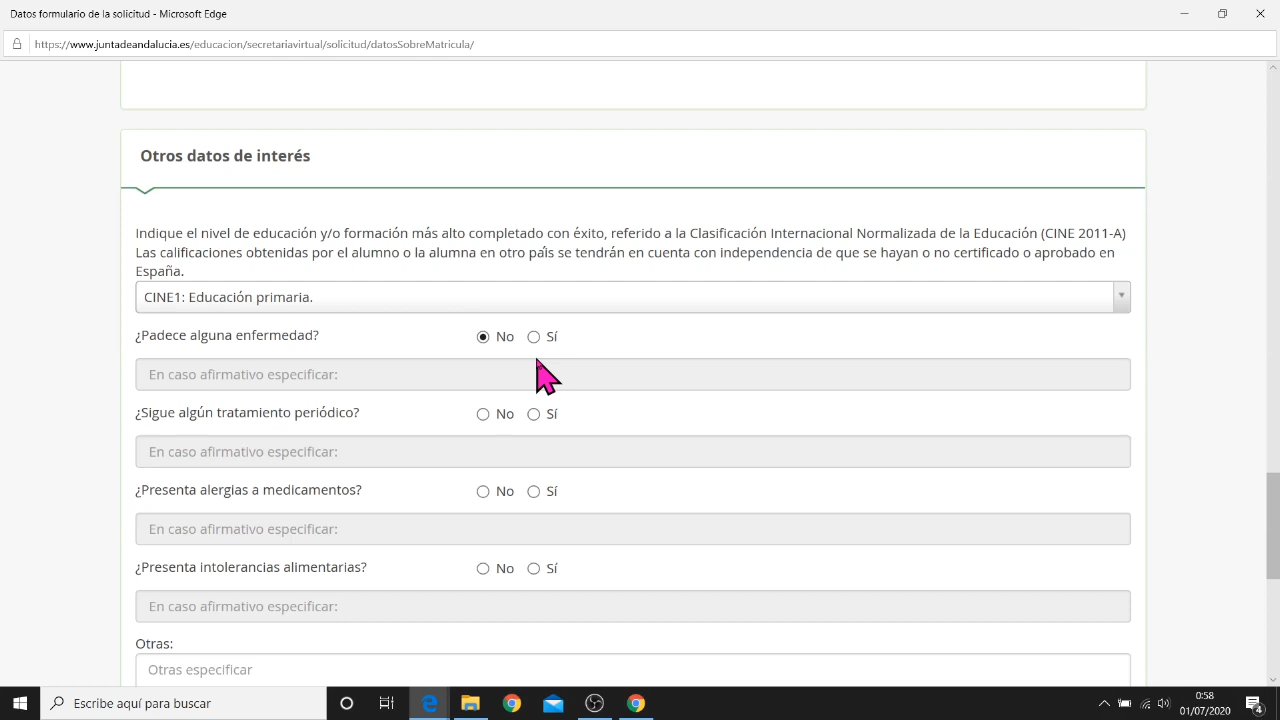 Datos formulario de la solicitud - Microsoft Edge
https://www.juntadeandalucia.es/educacion/secretariavirtual/solicitud/datosSobreMatricula/
Otros datos de interés
Indique el nivel de educación y/o formación más alto completado con éxito, referido a la Clasificación Internacional Normalizada de la Educación (CINE 2011-A)
Las calificaciones obtenidas por el alumno o la alumna en otro país se tendrán en cuenta con independencia de que se hayan o no certificado o aprobado en
España.
CINE1: Educación primaria.
¿Padece alguna enfermedad? No Sí
En caso afirmativo especificar:
¿Sigue algún tratamiento periódico? No Sí
En caso afirmativo especificar:
¿Presenta alergias a medicamentos? No Sí
En caso afirmativo especificar:
¿Presenta intolerancias alimentarias? No Sí
En caso afirmativo especificar:
Otras:
Otras especificar
Escribe aquí para buscar
0:58
01/07/2020
4